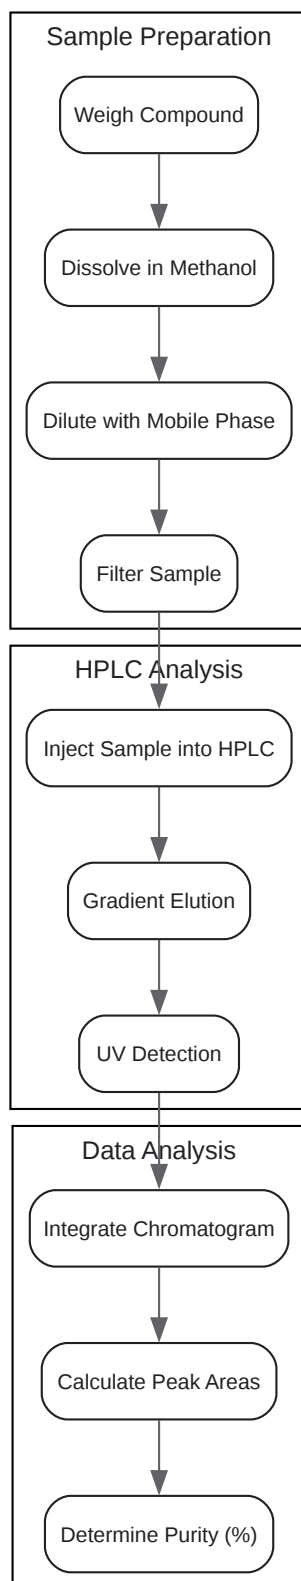 Sample Preparation
Weigh Compound
Dissolve in Methanol
Dilute with Mobile Phase
Filter Sample
HPLC Analysis
Inject Sample into HPLC
Gradient Elution
UV Detection
Data Analysis
Integrate Chromatogram
Calculate Peak Areas
Determine Purity (%)